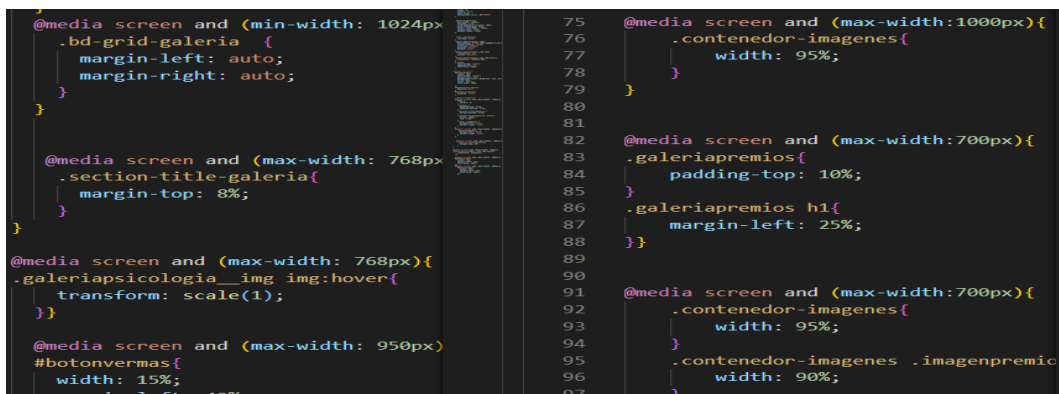 }
@media screen and (min-width: 1024px
.bd-grid-galeria {
margin-left: auto;
margin-right: auto;
}
}
@media screen and (max-width: 768px
.section-title-galeria{
margin-top: 8%;
}
}
@media screen and (max-width: 768px){
.galeriapsicologia__img img:hover{
transform: scale(1);
}}
@media screen and (max-width: 950px)
#botonvermas{
width: 15%;
75 @media screen and (max-width:1000px){
76 .contenedor-imagenes{
77 width: 95%;
78 }
79 }
80
81
82 @media screen and (max-width:700px){
83 .galeriapremios{
84 padding-top: 10%;
85 }
86 .galeriapremios h1{
87 margin-left: 25%;
88 }}
89
90
91 @media screen and (max-width:700px){
92 .contenedor-imagenes{
93 width: 95%;
94 }
95 .contenedor-imagenes .imagenpremio
96 width: 90%;
97 }